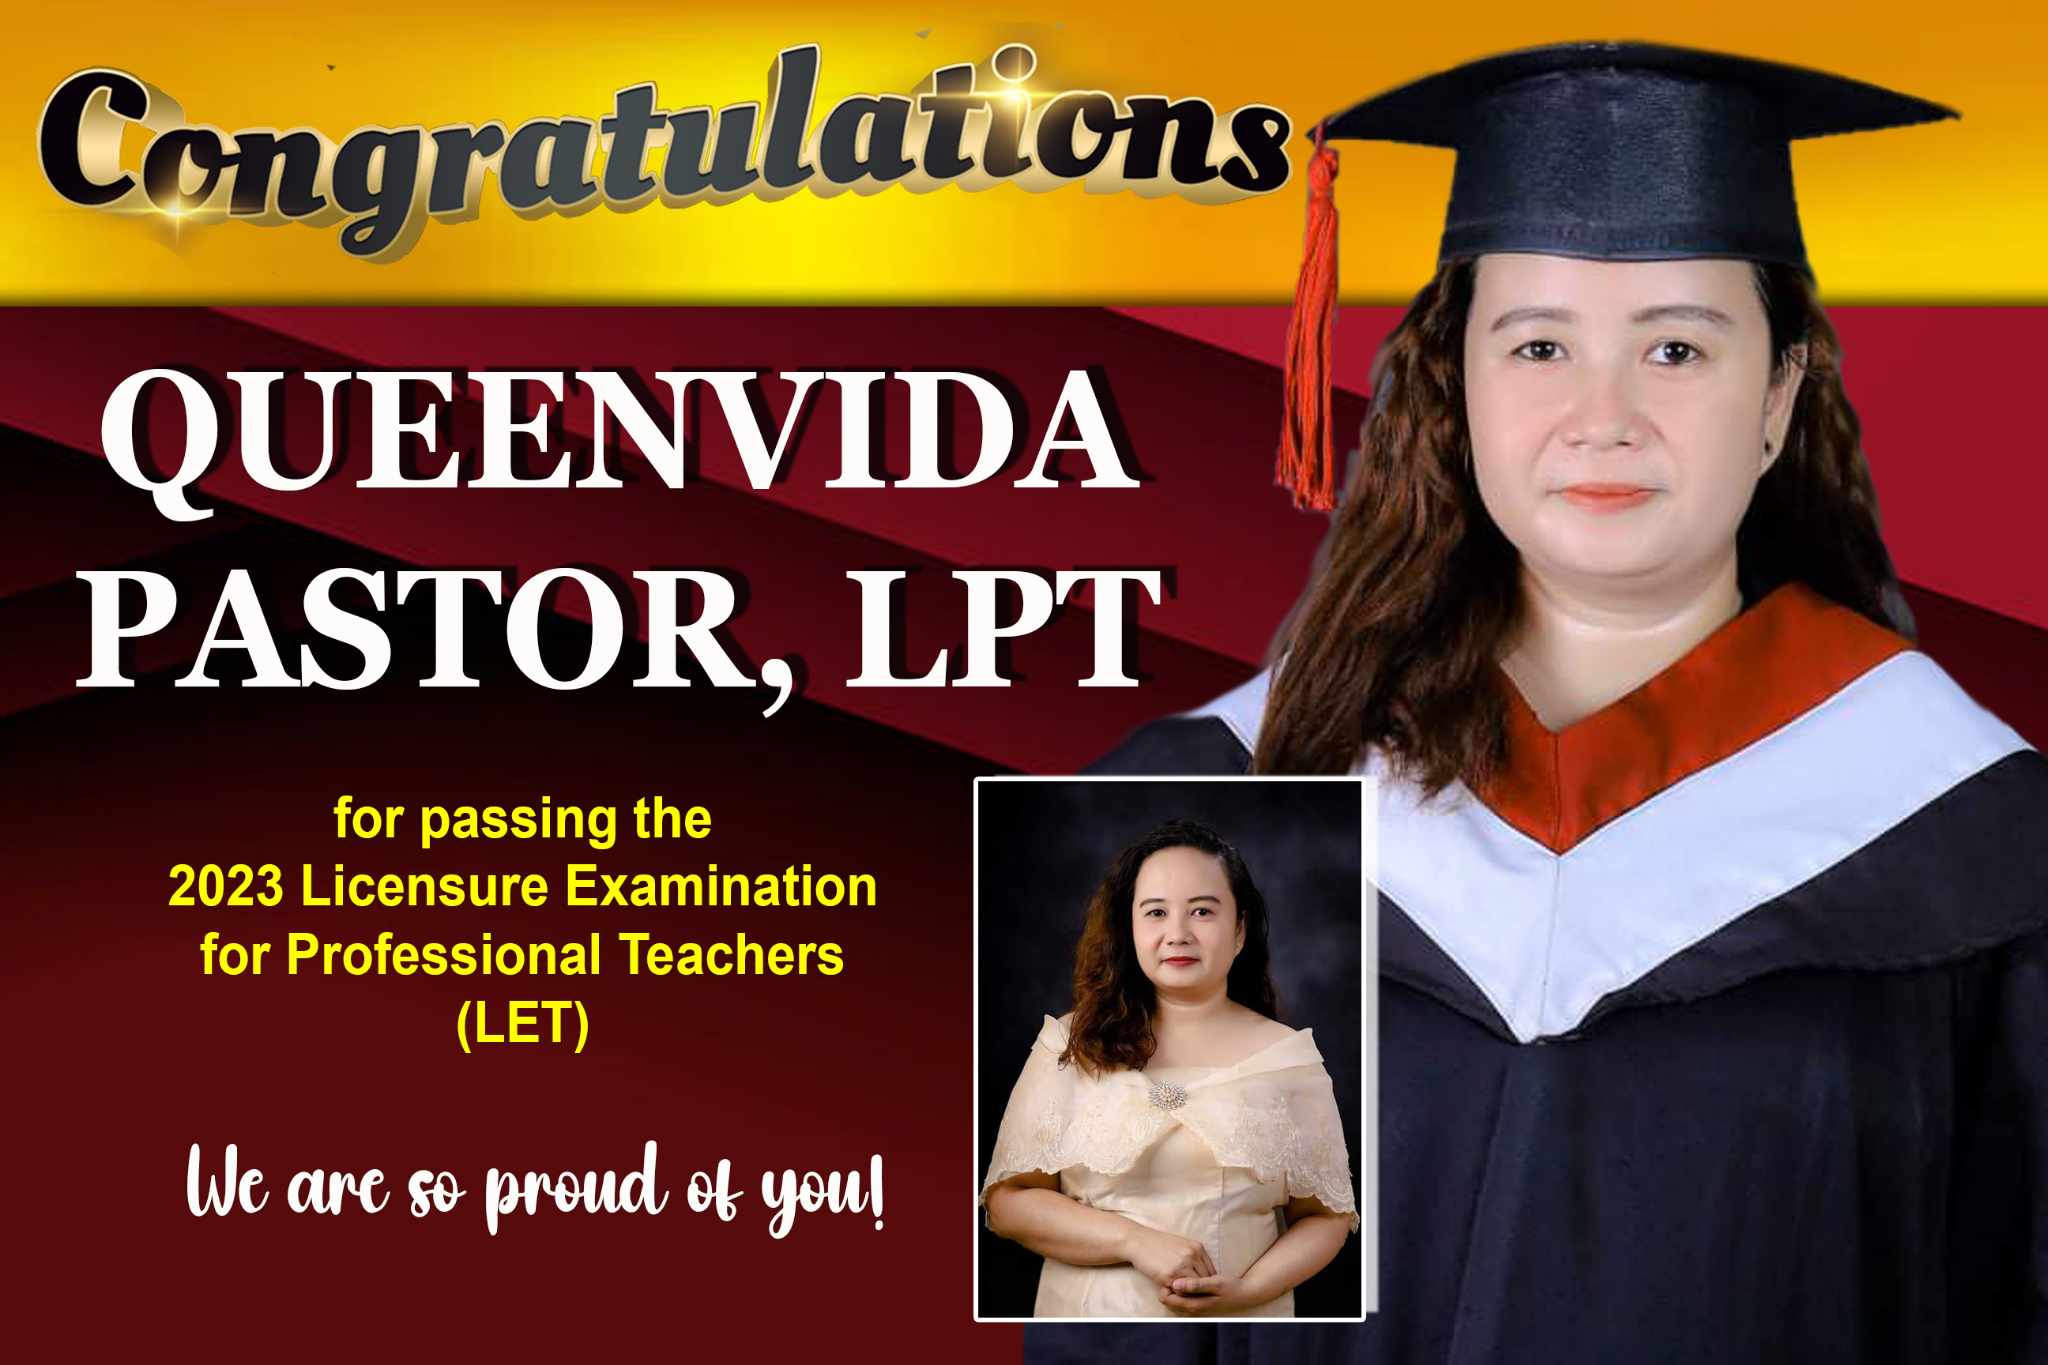 Congratulations
QUEENVIDA
PASTOR, LPT
for passing the
2023 Licensure Examination
for Professional Teachers
(LET)
We are so proud of you!